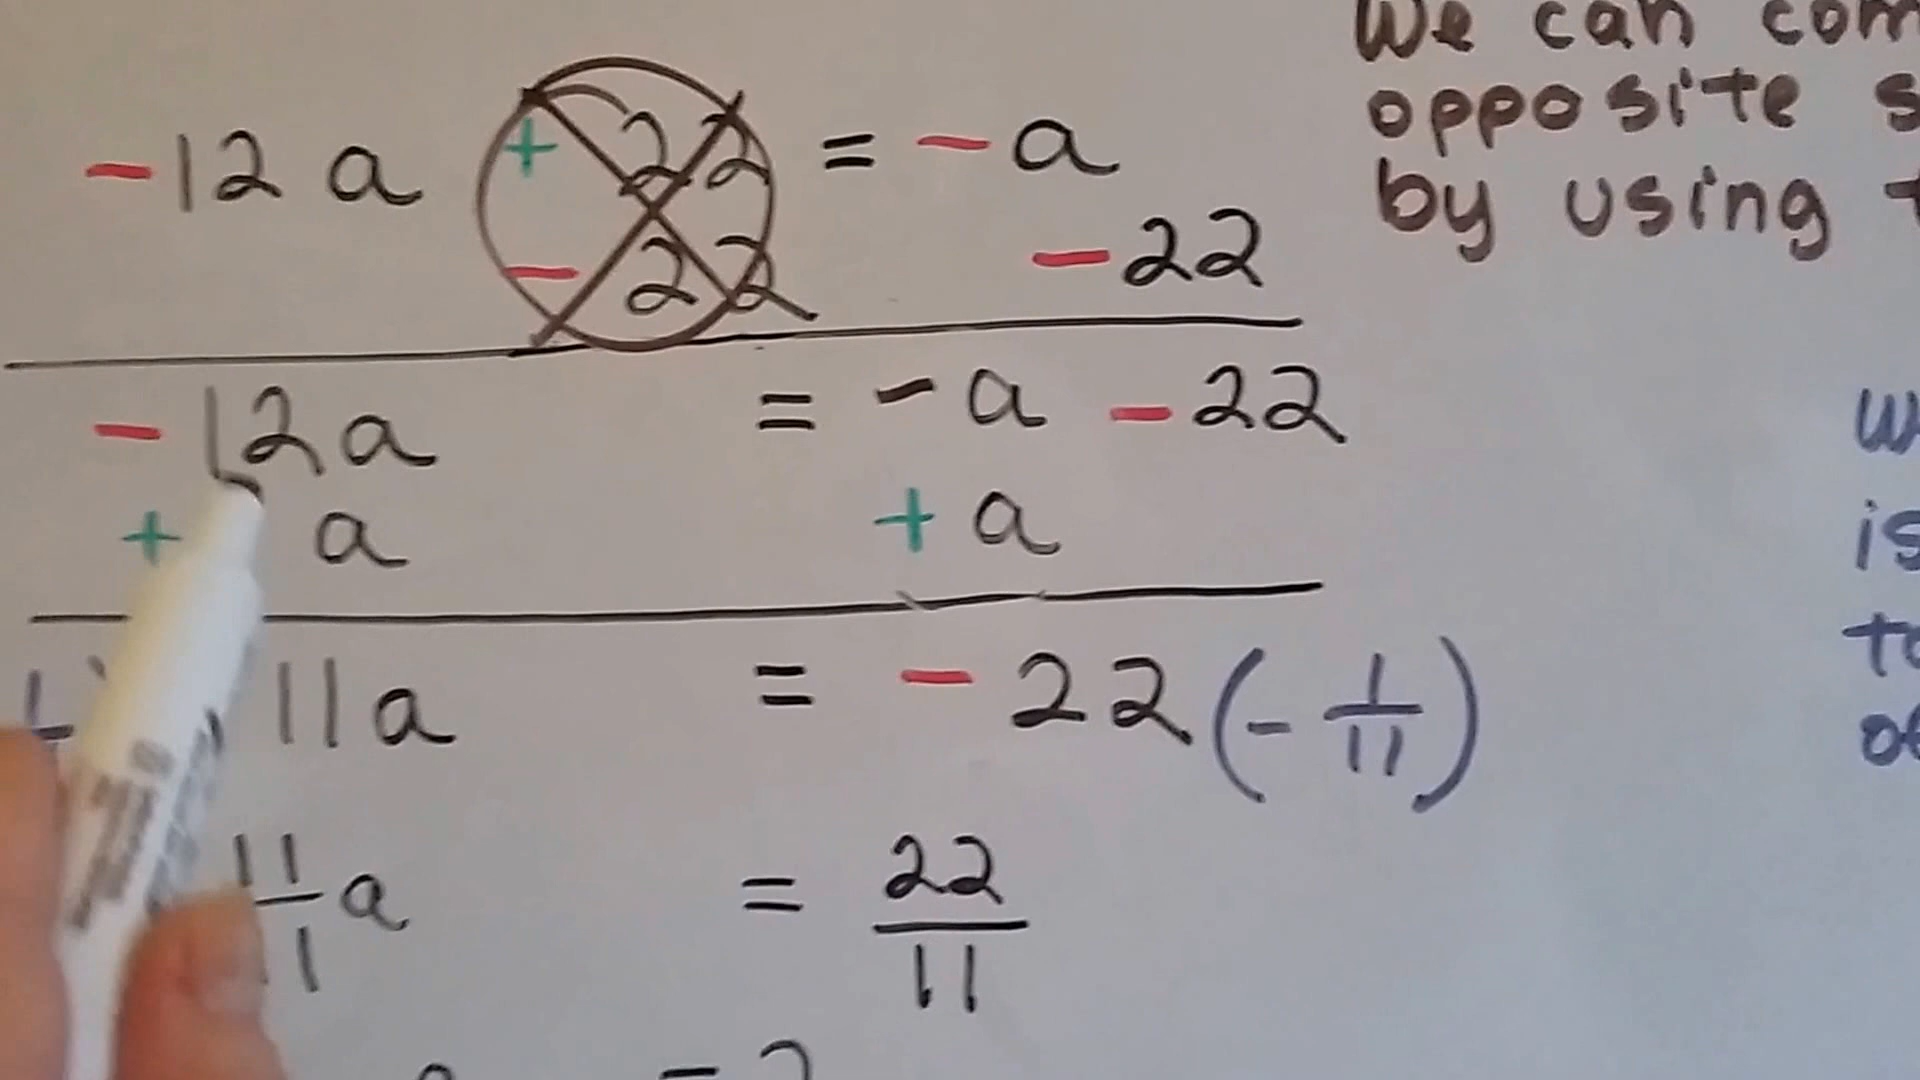 -12a + 22 = -a
- 22 - 22
-12a = -a - 22
+ a + a
11a = -22(-1/11)
11/11 a = 22/11
We can
opposite
by using
is